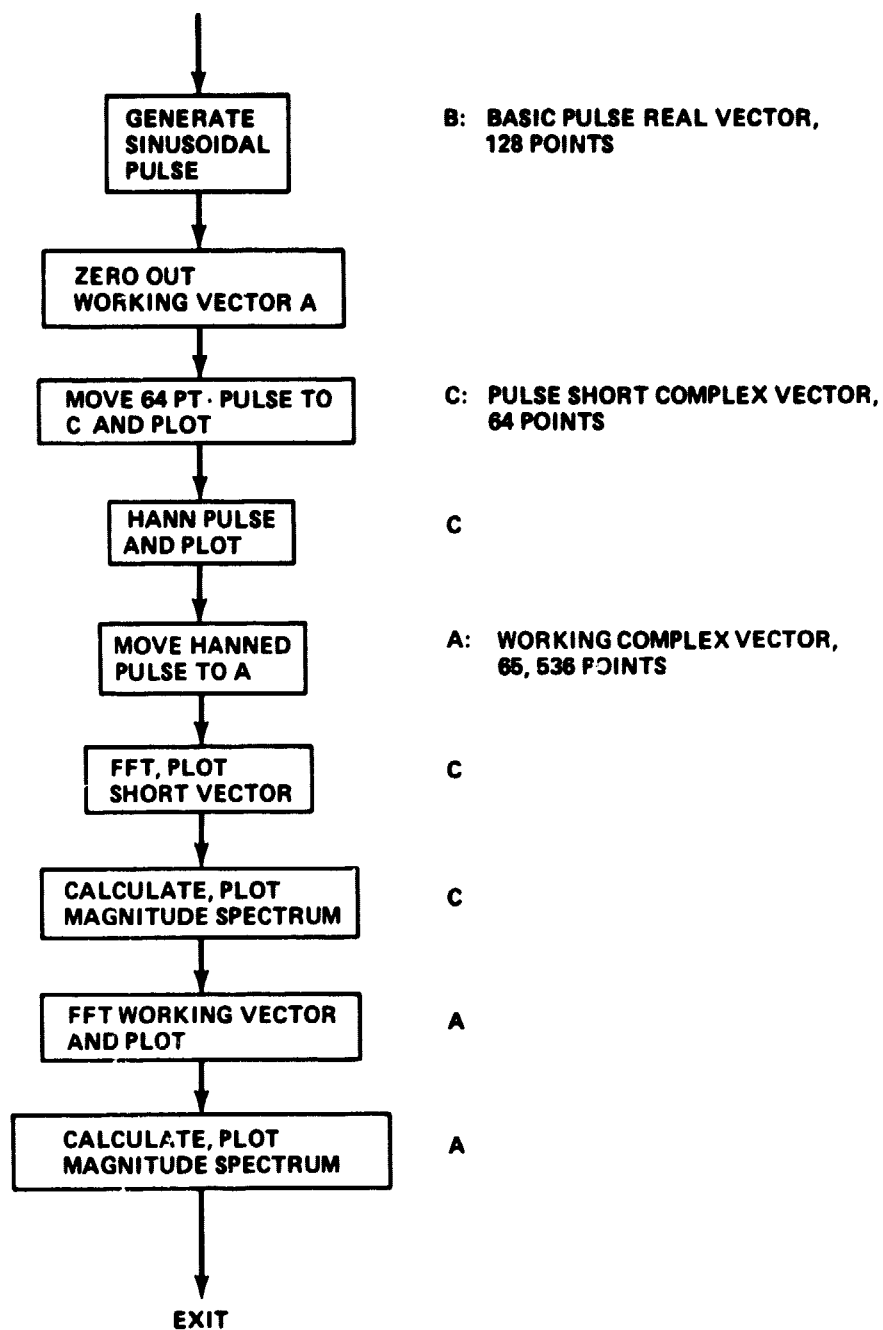 GENERATE
SINUSOIDAL
PULSE
B: BASIC PULSE REAL VECTOR,
128 POINTS
ZERO OUT
WORKING VECTOR A
MOVE 64 PT · PULSE TO
C AND PLOT
C: PULSE SHORT COMPLEX VECTOR,
64 POINTS
HANN PULSE
AND PLOT
C
MOVE HANNED
PULSE TO A
A: WORKING COMPLEX VECTOR,
65, 536 POINTS
FFT, PLOT
SHORT VECTOR
C
CALCULATE, PLOT
MAGNITUDE SPECTRUM
C
FFT WORKING VECTOR
AND PLOT
A
CALCULATE, PLOT
MAGNITUDE SPECTRUM
A
EXIT